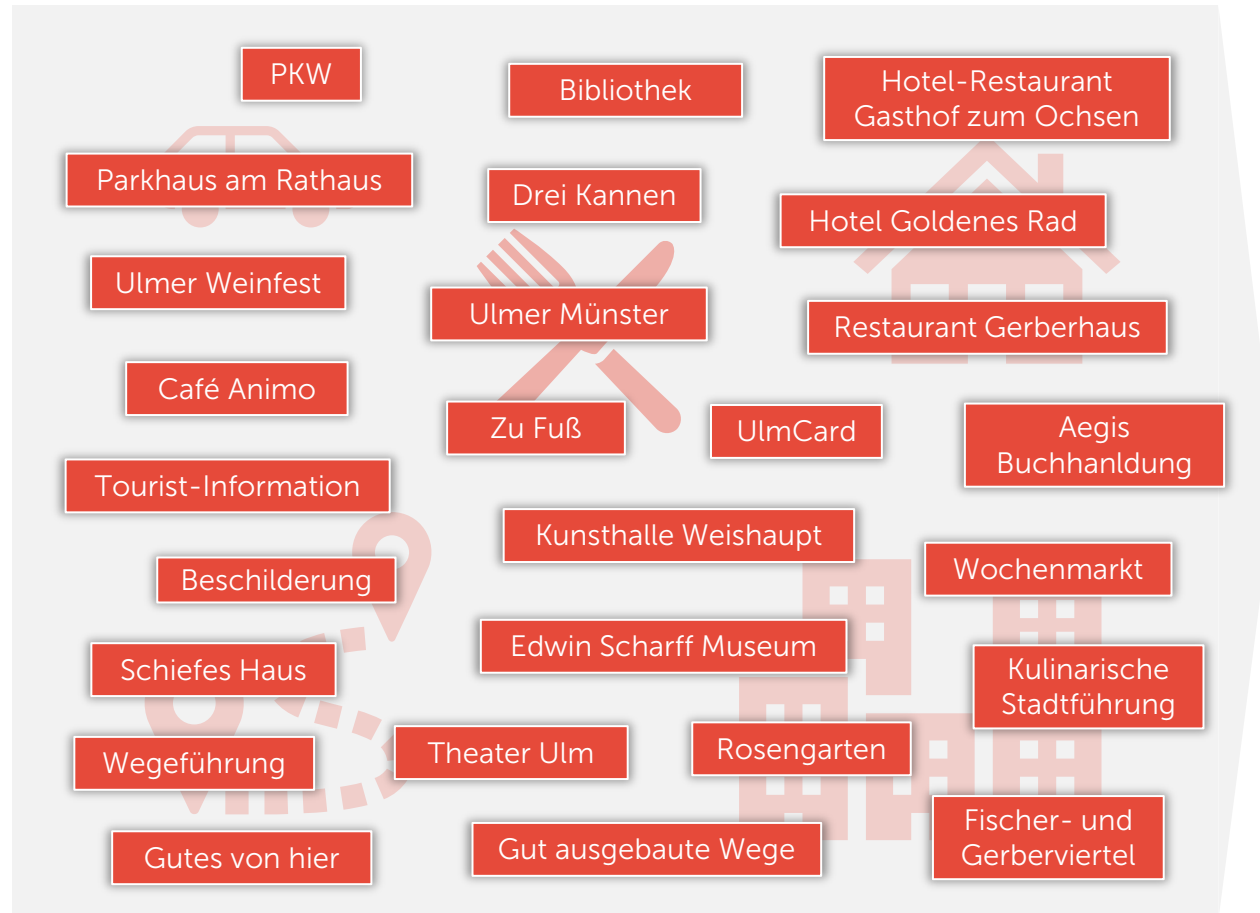 PKW
Bibliothek
Hotel-Restaurant
Gasthof zum Ochsen
Parkhaus am Rathaus
Drei Kannen
Hotel Goldenes Rad
Ulmer Weinfest
Ulmer Münster
Restaurant Gerberhaus
Café Animo
Zu Fuß
UlmCard
Aegis
Buchhanldung
Tourist-Information
Kunsthalle Weishaupt
Wochenmarkt
Beschilderung
Edwin Scharff Museum
Schiefes Haus
Kulinarische
Stadtführung
Wegeführung
Theater Ulm
Rosengarten
Gutes von hier
Gut ausgebaute Wege
Fischer- und
Gerberviertel